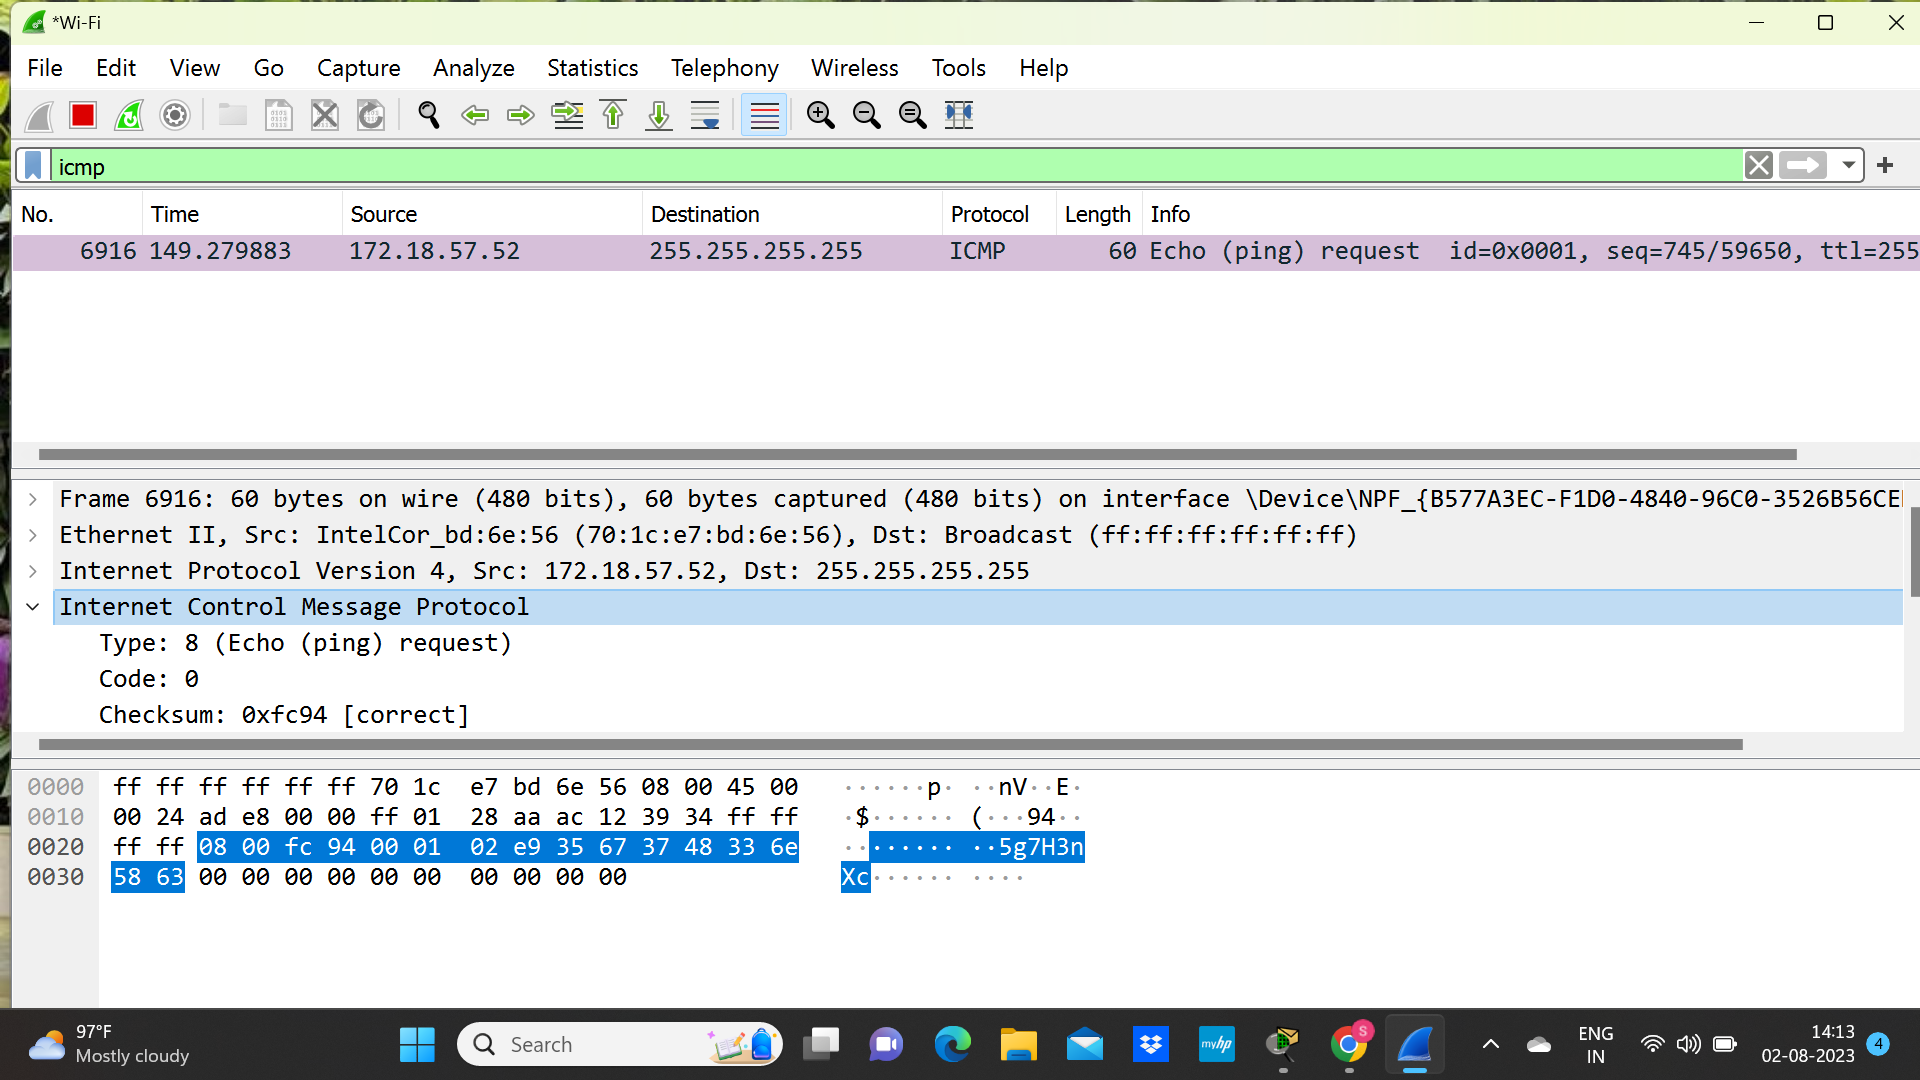 *Wi-Fi
File Edit View Go Capture Analyze Statistics Telephony Wireless Tools Help
icmp
No. Time Source Destination Protocol Length Info
6916 149.279883 172.18.57.52 255.255.255.255 ICMP 60 Echo (ping) request id=0x0001, seq=745/59650, ttl=255
Frame 6916: 60 bytes on wire (480 bits), 60 bytes captured (480 bits) on interface \Device\NPF_{B577A3EC-F1D0-4840-96C0-3526B56CE
Ethernet II, Src: IntelCor_bd:6e:56 (70:1c:e7:bd:6e:56), Dst: Broadcast (ff:ff:ff:ff:ff:ff)
Internet Protocol Version 4, Src: 172.18.57.52, Dst: 255.255.255.255
Internet Control Message Protocol
Type: 8 (Echo (ping) request)
Code: 0
Checksum: 0xfc94 [correct]
0000 ff ff ff ff ff ff 70 1c e7 bd 6e 56 08 00 45 00 ······p· ··nV··E·
0010 00 24 ad e8 00 00 ff 01 28 aa ac 12 39 34 ff ff ·$······ (···94··
0020 ff ff 08 00 fc 94 00 01 02 e9 35 67 37 48 33 6e ········ ··5g7H3n
0030 58 63 00 00 00 00 00 00 00 00 00 00 Xc······ ····
97°F
Mostly cloudy
Search
myhp
S
ENG
IN
14:13
02-08-2023
4